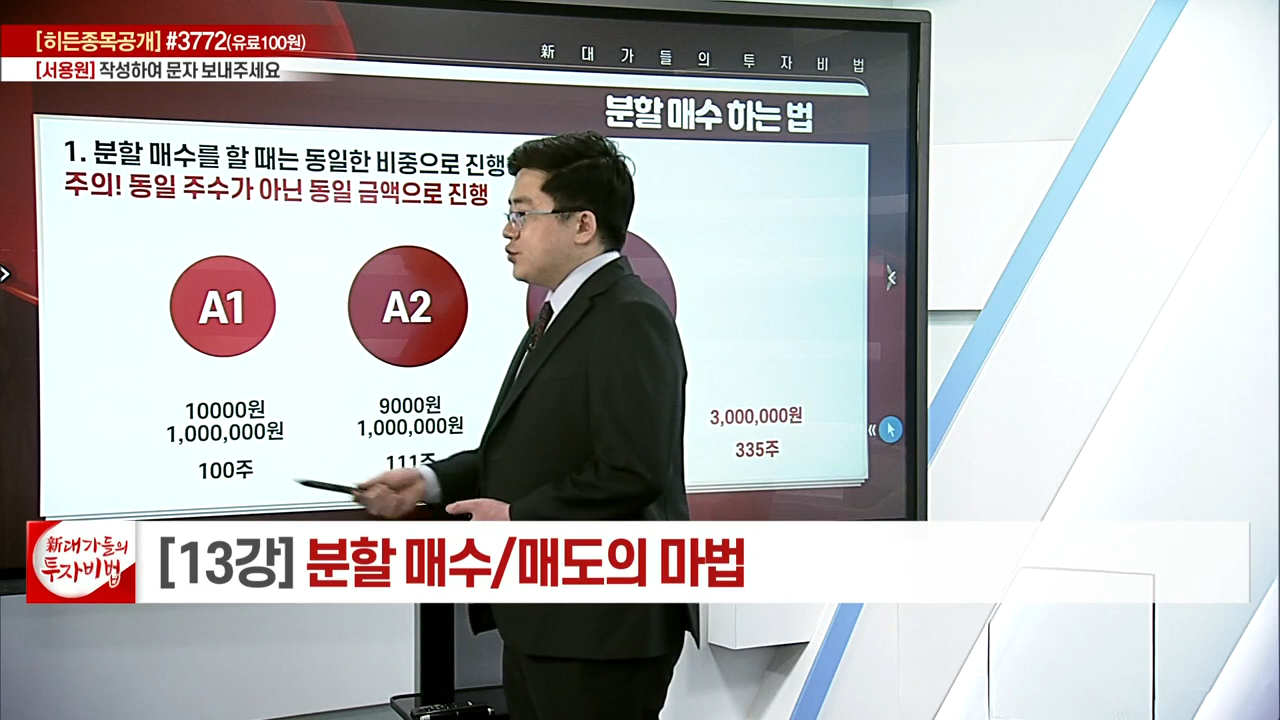 [히든종목공개] #3772(유료100원)
[서용원] 작성하여 문자 보내주세요
新 대 가 들 의 투 자 비 법
분할 매수 하는 법
1. 분할 매수를 할 때는 동일한 비중으로 진행
주의! 동일 주수가 아닌 동일 금액으로 진행
A1
A2
10000원
1,000,000원
100주
9000원
1,000,000원
111주
3,000,000원
335주
新대가들의
투자비법
[13강] 분할 매수/매도의 마법